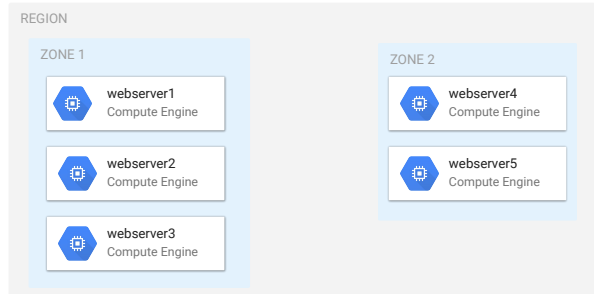 REGION
ZONE 1
webserver1
Compute Engine
webserver2
Compute Engine
webserver3
Compute Engine
ZONE 2
webserver4
Compute Engine
webserver5
Compute Engine